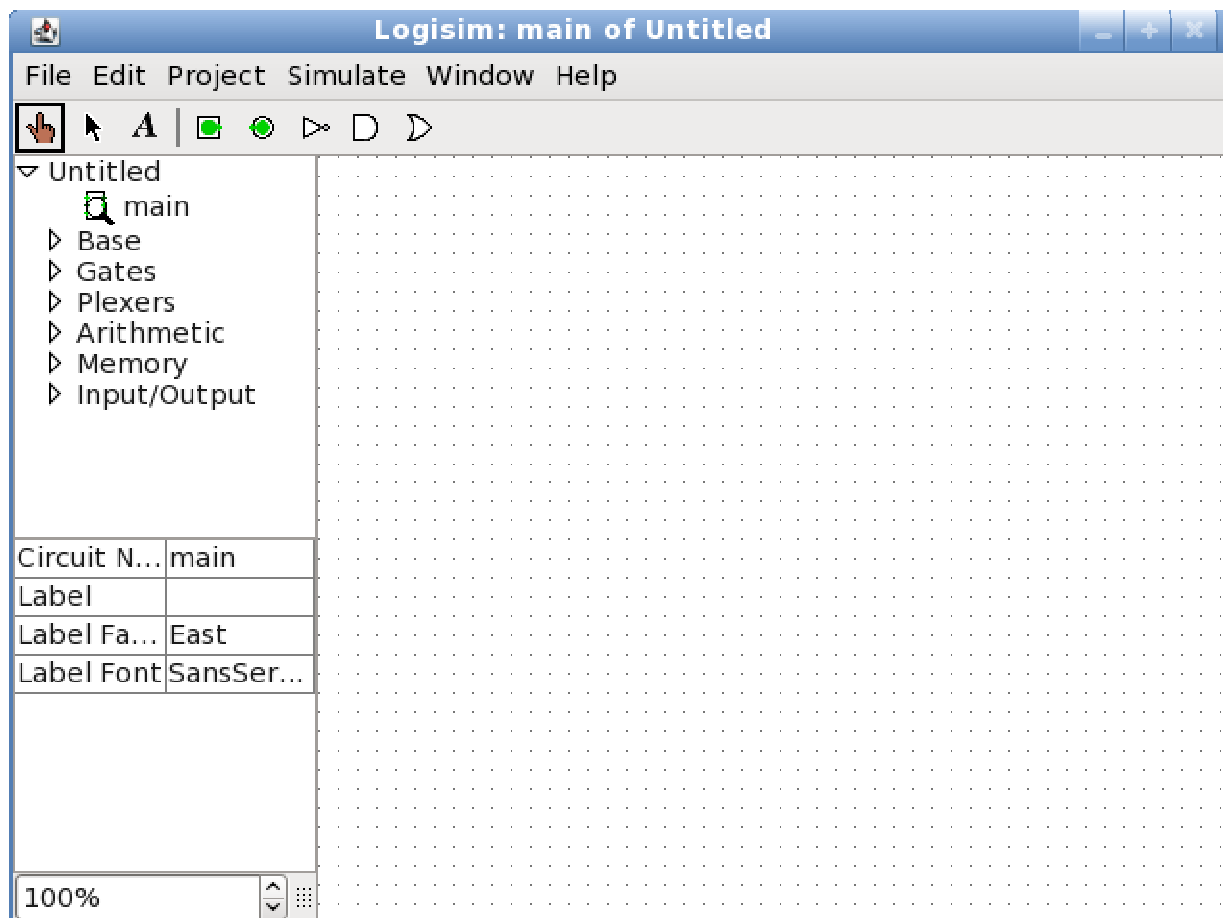 Logisim: main of Untitled
File Edit Project Simulate Window Help
A
Untitled
main
Base
Gates
Plexers
Arithmetic
Memory
Input/Output
Circuit N... main
Label
Label Fa... East
Label Font SansSer...
100%